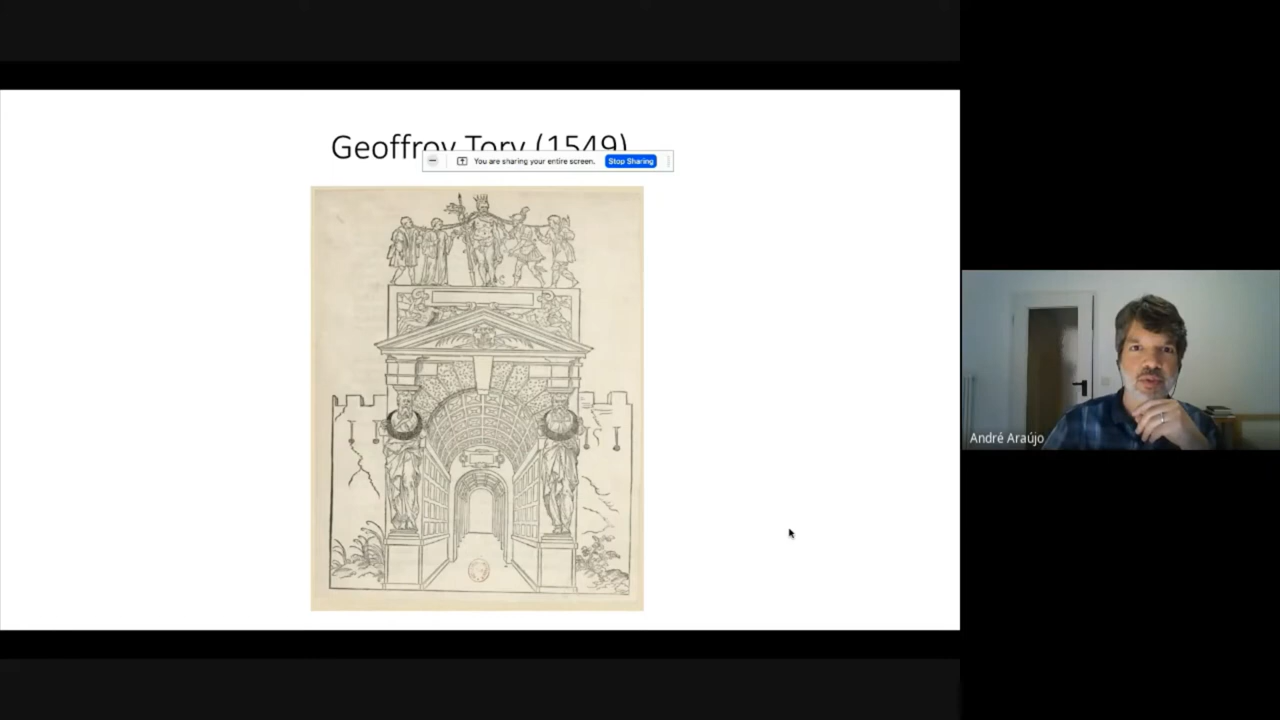 Geoffroy Tory (1549)
You are sharing your entire screen. Stop Sharing
André Araújo